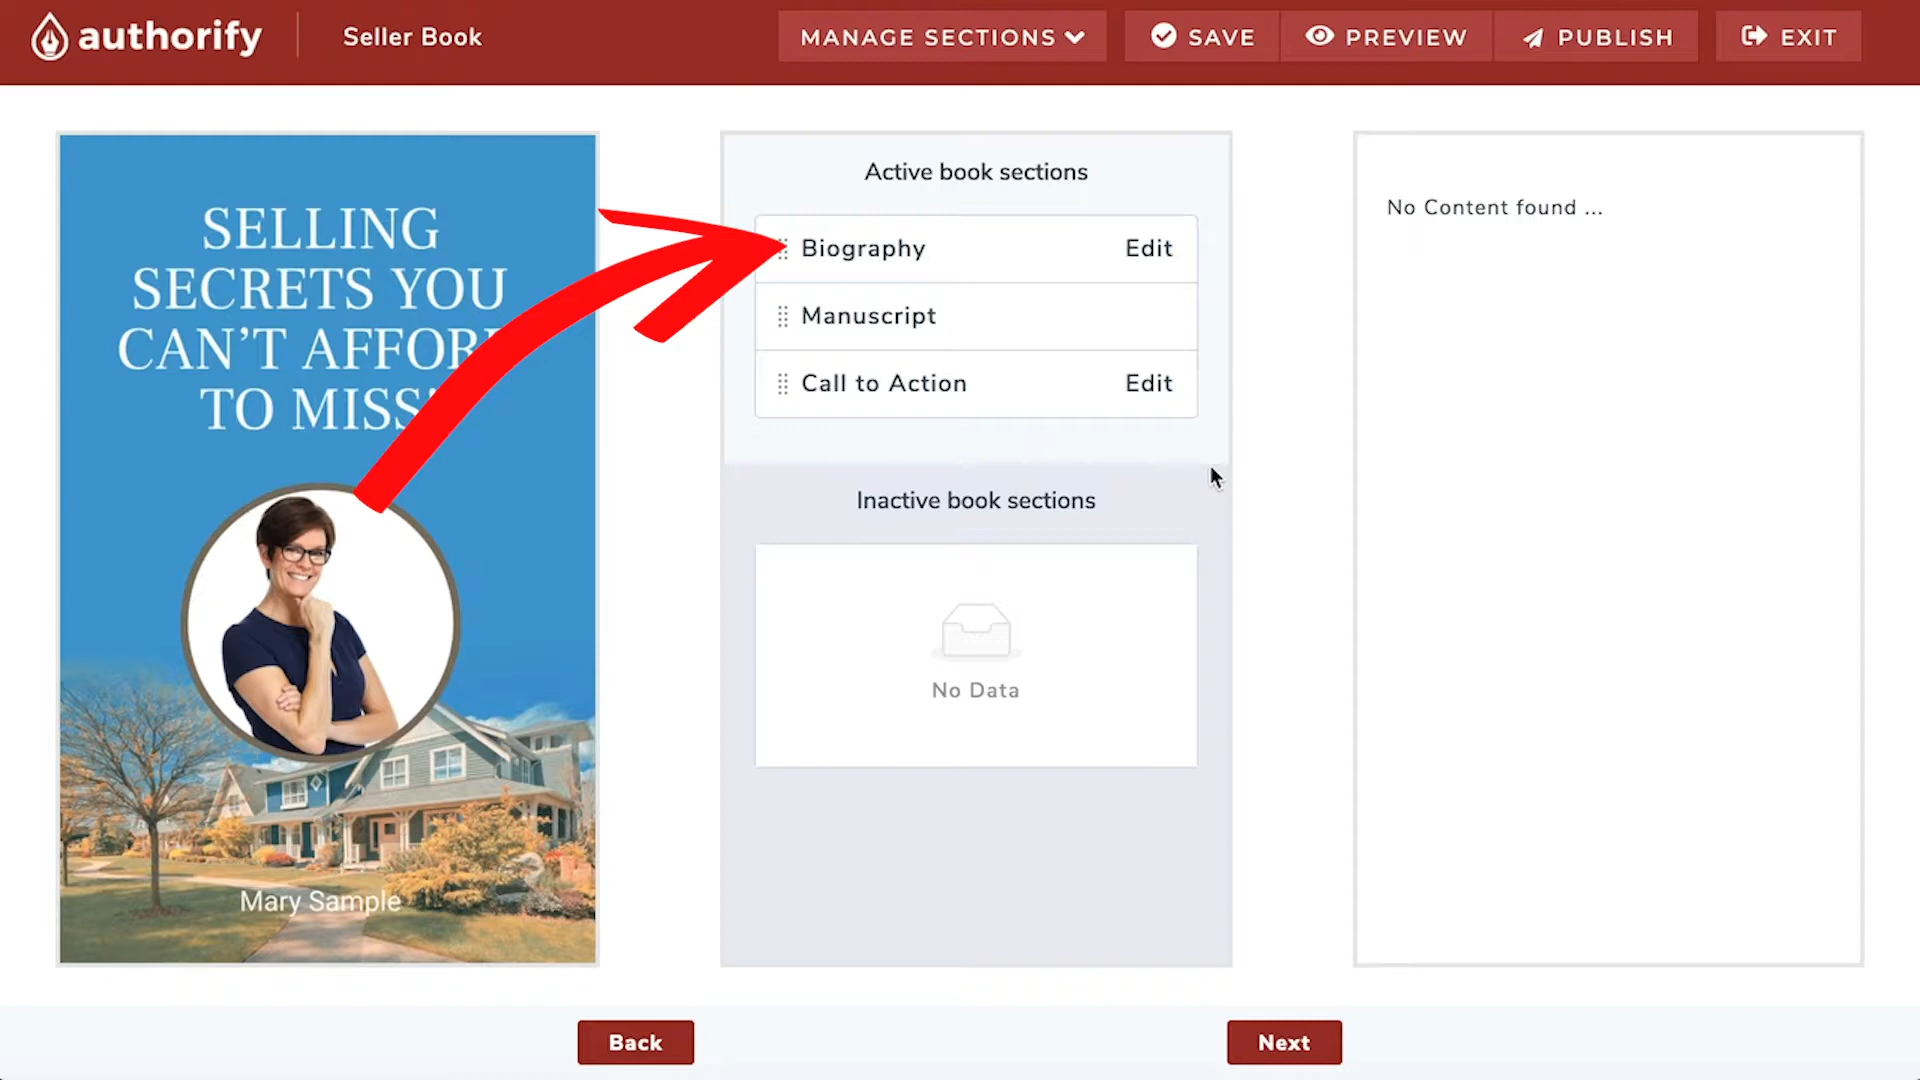 authorify
Seller Book
MANAGE SECTIONS
SAVE
PREVIEW
PUBLISH
EXIT
SELLING
SECRETS YOU
CAN'T AFFOR
TO MISS
Mary Sample
Active book sections
Biography Edit
Manuscript
Call to Action Edit
Inactive book sections
No Data
No Content found ...
Back
Next